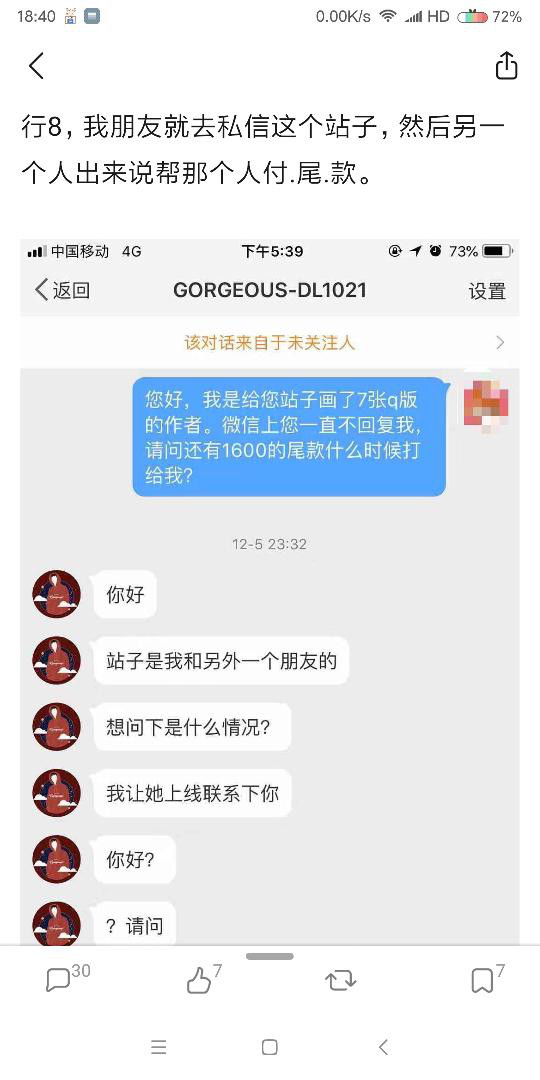 18:40 0.00K/s HD 72%
行8，我朋友就去私信这个站子，然后另一
个人出来说帮那个人付.尾.款。
中国移动 4G 下午5:39 73%
返回 GORGEOUS-DL1021 设置
该对话来自于未关注人
您好，我是给您站子画了7张q版
的作者。微信上您一直不回复我，
请问还有1600的尾款什么时候打
给我？
12-5 23:32
你好
站子是我和另外一个朋友的
想问下是什么情况？
我让她上线联系下你
你好？
？请问
30 7 7